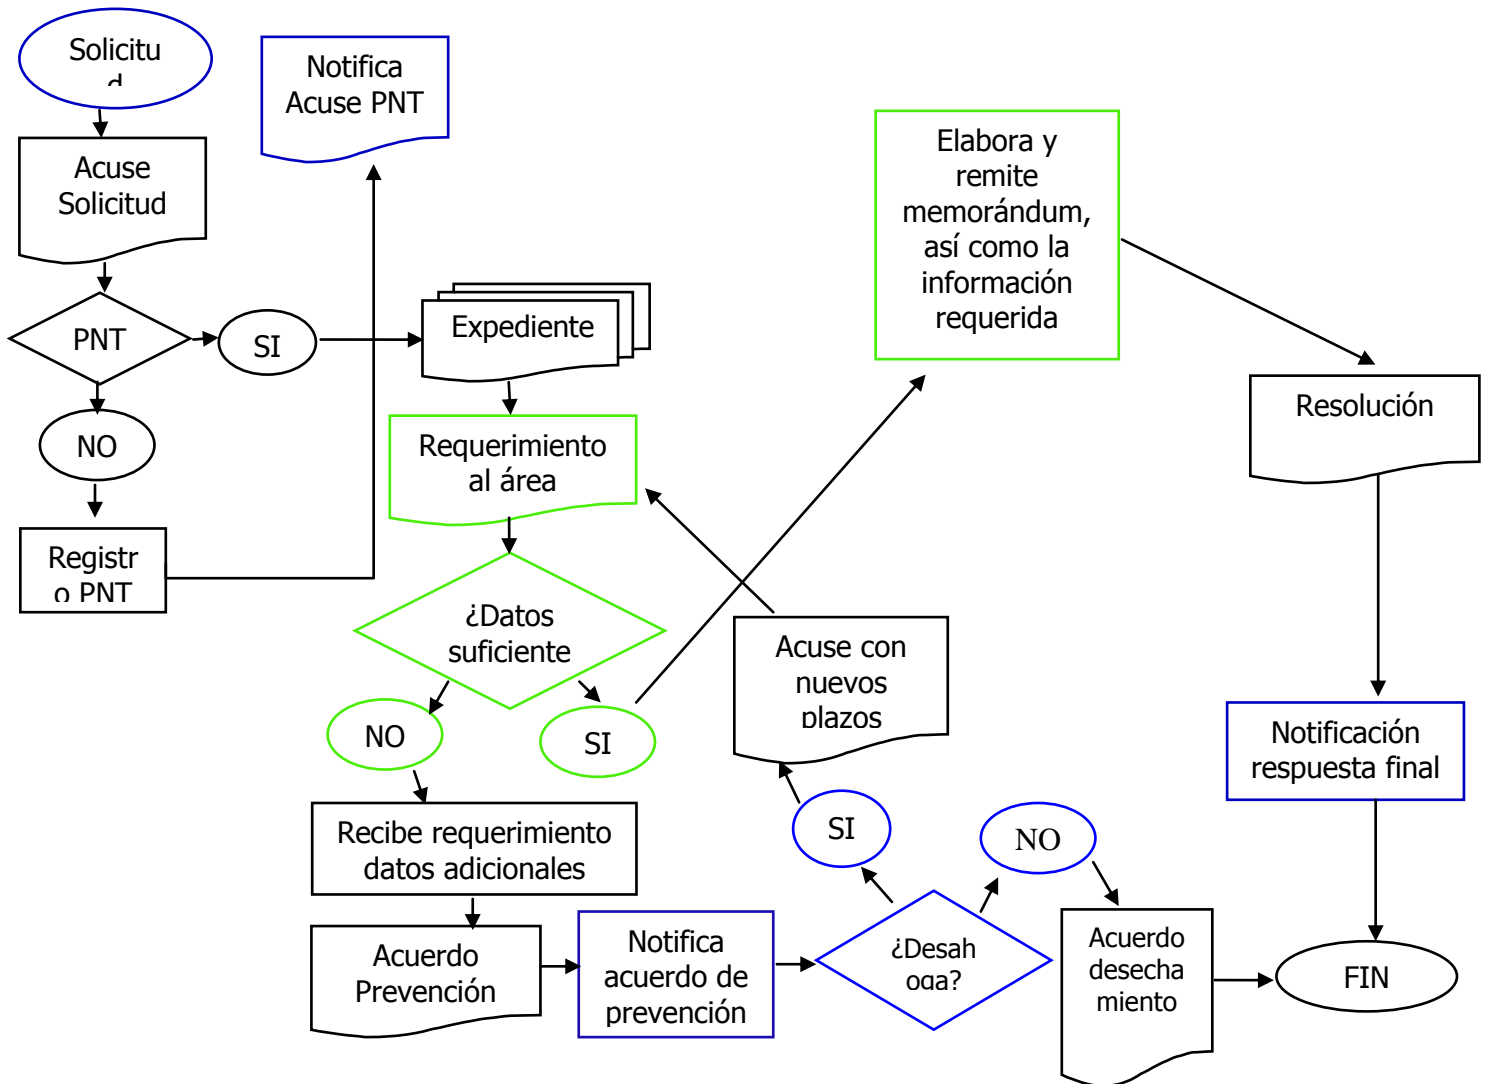 Solicitu
d
Notifica
Acuse PNT
Acuse
Solicitud
Elabora y
remite
memorándum,
así como la
información
requerida
PNT
SI
Expediente
Resolución
NO
Requerimiento
al área
Registr
o PNT
¿Datos
suficiente
NO
SI
Acuse con
nuevos
plazos
Notificación
respuesta final
Recibe requerimiento
datos adicionales
SI
NO
Acuerdo
Prevención
Notifica
acuerdo de
prevención
¿Desah
oga?
Acuerdo
desecha
miento
FIN